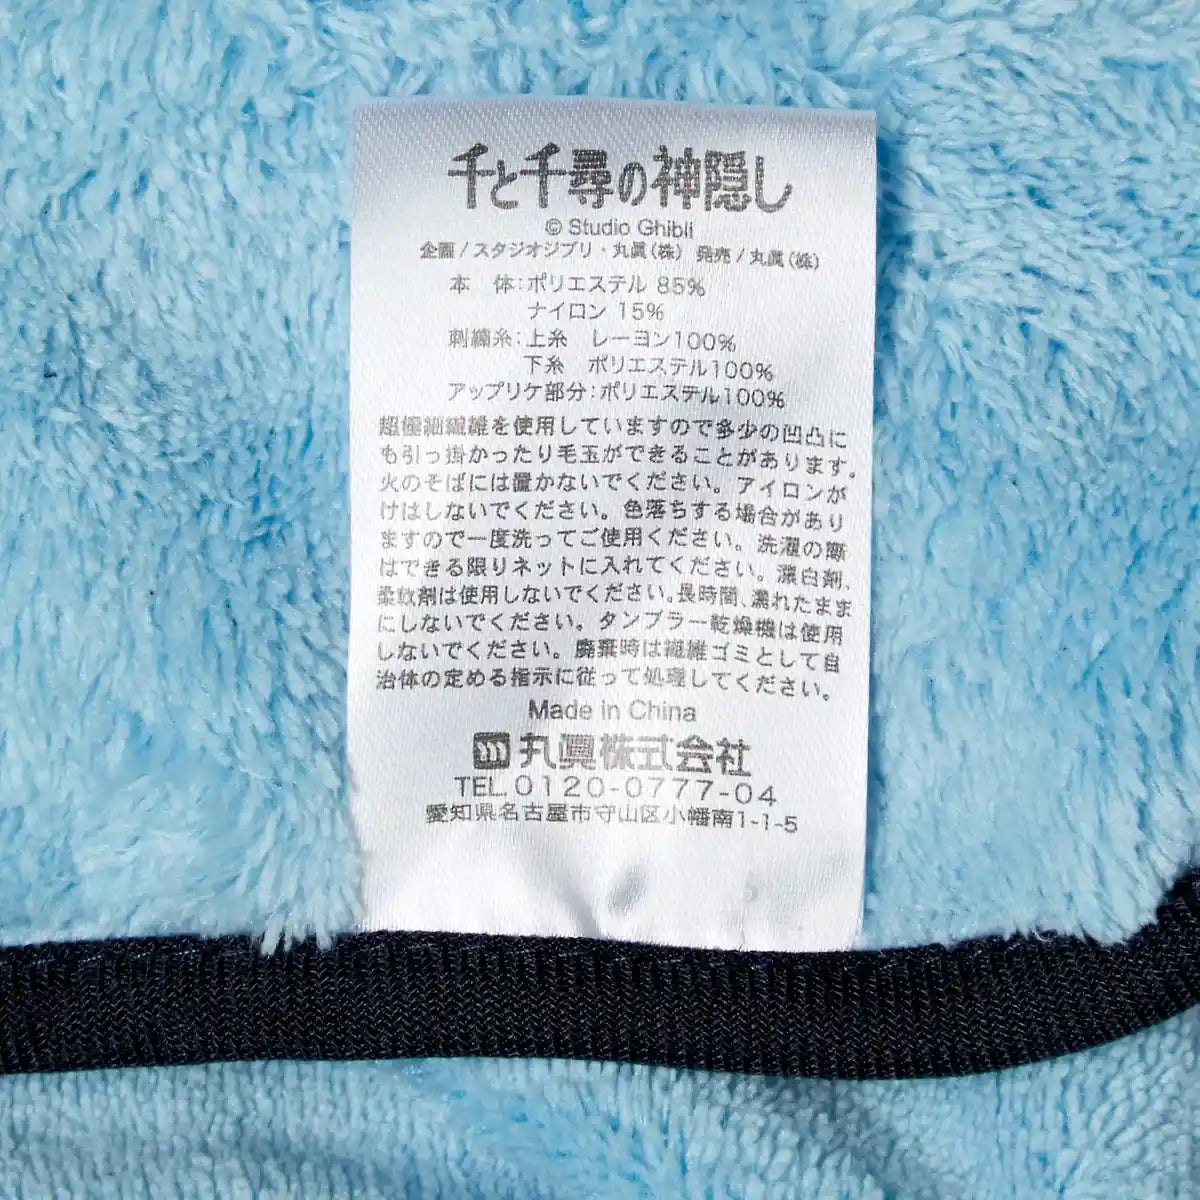 千と千尋の神隠し
© Studio Ghibli
企画/スタジオジブリ・丸眞(株) 発売/丸眞(株)
本 体:ポリエステル 85%
ナイロン 15%
刺繍糸:上糸 レーヨン100%
下糸 ポリエステル100%
アップリケ部分:ポリエステル100%
超極細繊維を使用していますので多少の凹凸に
も引っ掛かったり毛玉ができることがあります。
火のそばには置かないでください。アイロンが
けはしないでください。色落ちする場合があり
ますので一度洗ってご使用ください。洗濯の際
はできる限りネットに入れてください。漂白剤、
柔軟剤は使用しないでください。長時間、濡れたまま
にしないでください。タンブラー乾燥機は使用
しないでください。廃棄時は繊維ゴミとして自
治体の定める指示に従って処理してください。
Made in China
m 丸眞株式会社
TEL.0120-0777-04
愛知県名古屋市守山区小幡南1-1-5